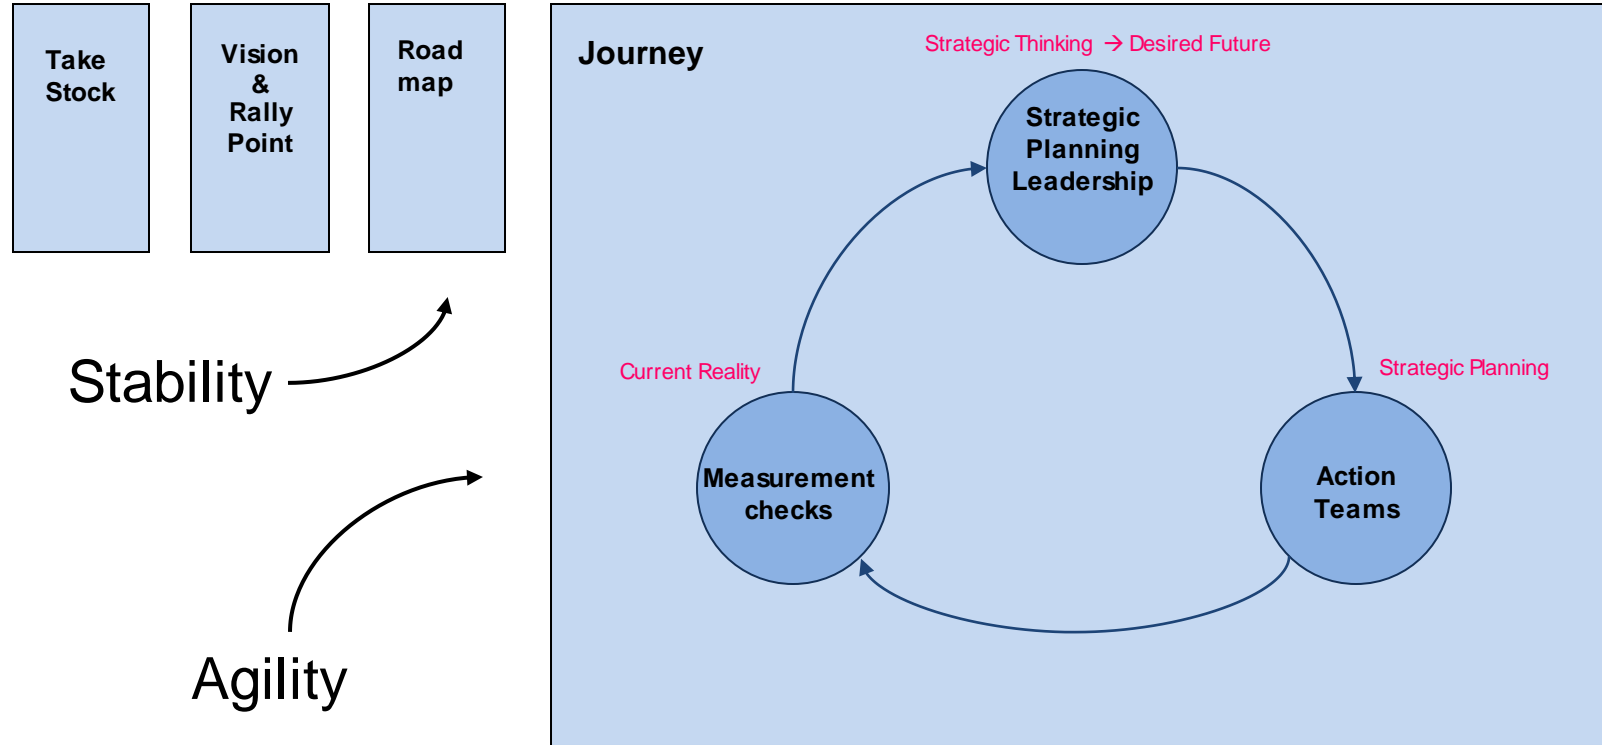 Take
Stock
Vision
&
Rally
Point
Road
map
Journey
Strategic Thinking → Desired Future
Strategic
Planning
Leadership
Stability
Current Reality
Strategic Planning
Measurement
checks
Action
Teams
Agility